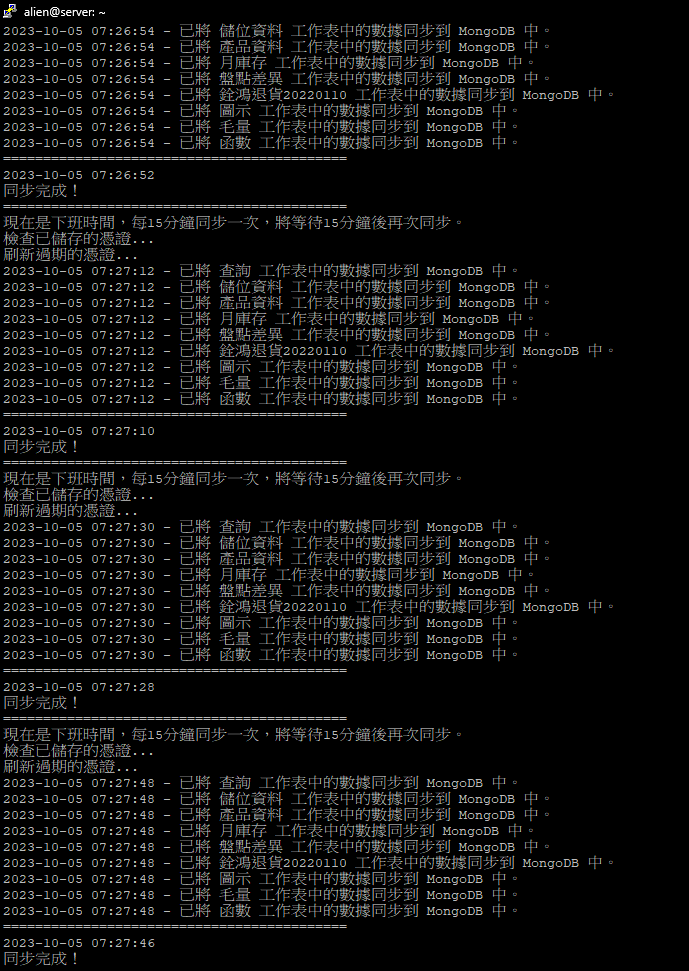 alien@server: ~
2023-10-05 07:26:54 - 已將 儲位資料 工作表中的數據同步到 MongoDB 中。
2023-10-05 07:26:54 - 已將 產品資料 工作表中的數據同步到 MongoDB 中。
2023-10-05 07:26:54 - 已將 月庫存 工作表中的數據同步到 MongoDB 中。
2023-10-05 07:26:54 - 已將 盤點差異 工作表中的數據同步到 MongoDB 中。
2023-10-05 07:26:54 - 已將 銓鴻退貨20220110 工作表中的數據同步到 MongoDB 中。
2023-10-05 07:26:54 - 已將 圖示 工作表中的數據同步到 MongoDB 中。
2023-10-05 07:26:54 - 已將 毛量 工作表中的數據同步到 MongoDB 中。
2023-10-05 07:26:54 - 已將 函數 工作表中的數據同步到 MongoDB 中。
===========================================
2023-10-05 07:26:52
同步完成！
===========================================
現在是下班時間，每15分鐘同步一次，將等待15分鐘後再次同步。
檢查已儲存的憑證...
刷新過期的憑證...
2023-10-05 07:27:12 - 已將 查詢 工作表中的數據同步到 MongoDB 中。
2023-10-05 07:27:12 - 已將 儲位資料 工作表中的數據同步到 MongoDB 中。
2023-10-05 07:27:12 - 已將 產品資料 工作表中的數據同步到 MongoDB 中。
2023-10-05 07:27:12 - 已將 月庫存 工作表中的數據同步到 MongoDB 中。
2023-10-05 07:27:12 - 已將 盤點差異 工作表中的數據同步到 MongoDB 中。
2023-10-05 07:27:12 - 已將 銓鴻退貨20220110 工作表中的數據同步到 MongoDB 中。
2023-10-05 07:27:12 - 已將 圖示 工作表中的數據同步到 MongoDB 中。
2023-10-05 07:27:12 - 已將 毛量 工作表中的數據同步到 MongoDB 中。
2023-10-05 07:27:12 - 已將 函數 工作表中的數據同步到 MongoDB 中。
===========================================
2023-10-05 07:27:10
同步完成！
===========================================
現在是下班時間，每15分鐘同步一次，將等待15分鐘後再次同步。
檢查已儲存的憑證...
刷新過期的憑證...
2023-10-05 07:27:30 - 已將 查詢 工作表中的數據同步到 MongoDB 中。
2023-10-05 07:27:30 - 已將 儲位資料 工作表中的數據同步到 MongoDB 中。
2023-10-05 07:27:30 - 已將 產品資料 工作表中的數據同步到 MongoDB 中。
2023-10-05 07:27:30 - 已將 月庫存 工作表中的數據同步到 MongoDB 中。
2023-10-05 07:27:30 - 已將 盤點差異 工作表中的數據同步到 MongoDB 中。
2023-10-05 07:27:30 - 已將 銓鴻退貨20220110 工作表中的數據同步到 MongoDB 中。
2023-10-05 07:27:30 - 已將 圖示 工作表中的數據同步到 MongoDB 中。
2023-10-05 07:27:30 - 已將 毛量 工作表中的數據同步到 MongoDB 中。
2023-10-05 07:27:30 - 已將 函數 工作表中的數據同步到 MongoDB 中。
===========================================
2023-10-05 07:27:28
同步完成！
===========================================
現在是下班時間，每15分鐘同步一次，將等待15分鐘後再次同步。
檢查已儲存的憑證...
刷新過期的憑證...
2023-10-05 07:27:48 - 已將 查詢 工作表中的數據同步到 MongoDB 中。
2023-10-05 07:27:48 - 已將 儲位資料 工作表中的數據同步到 MongoDB 中。
2023-10-05 07:27:48 - 已將 產品資料 工作表中的數據同步到 MongoDB 中。
2023-10-05 07:27:48 - 已將 月庫存 工作表中的數據同步到 MongoDB 中。
2023-10-05 07:27:48 - 已將 盤點差異 工作表中的數據同步到 MongoDB 中。
2023-10-05 07:27:48 - 已將 銓鴻退貨20220110 工作表中的數據同步到 MongoDB 中。
2023-10-05 07:27:48 - 已將 圖示 工作表中的數據同步到 MongoDB 中。
2023-10-05 07:27:48 - 已將 毛量 工作表中的數據同步到 MongoDB 中。
2023-10-05 07:27:48 - 已將 函數 工作表中的數據同步到 MongoDB 中。
===========================================
2023-10-05 07:27:46
同步完成！